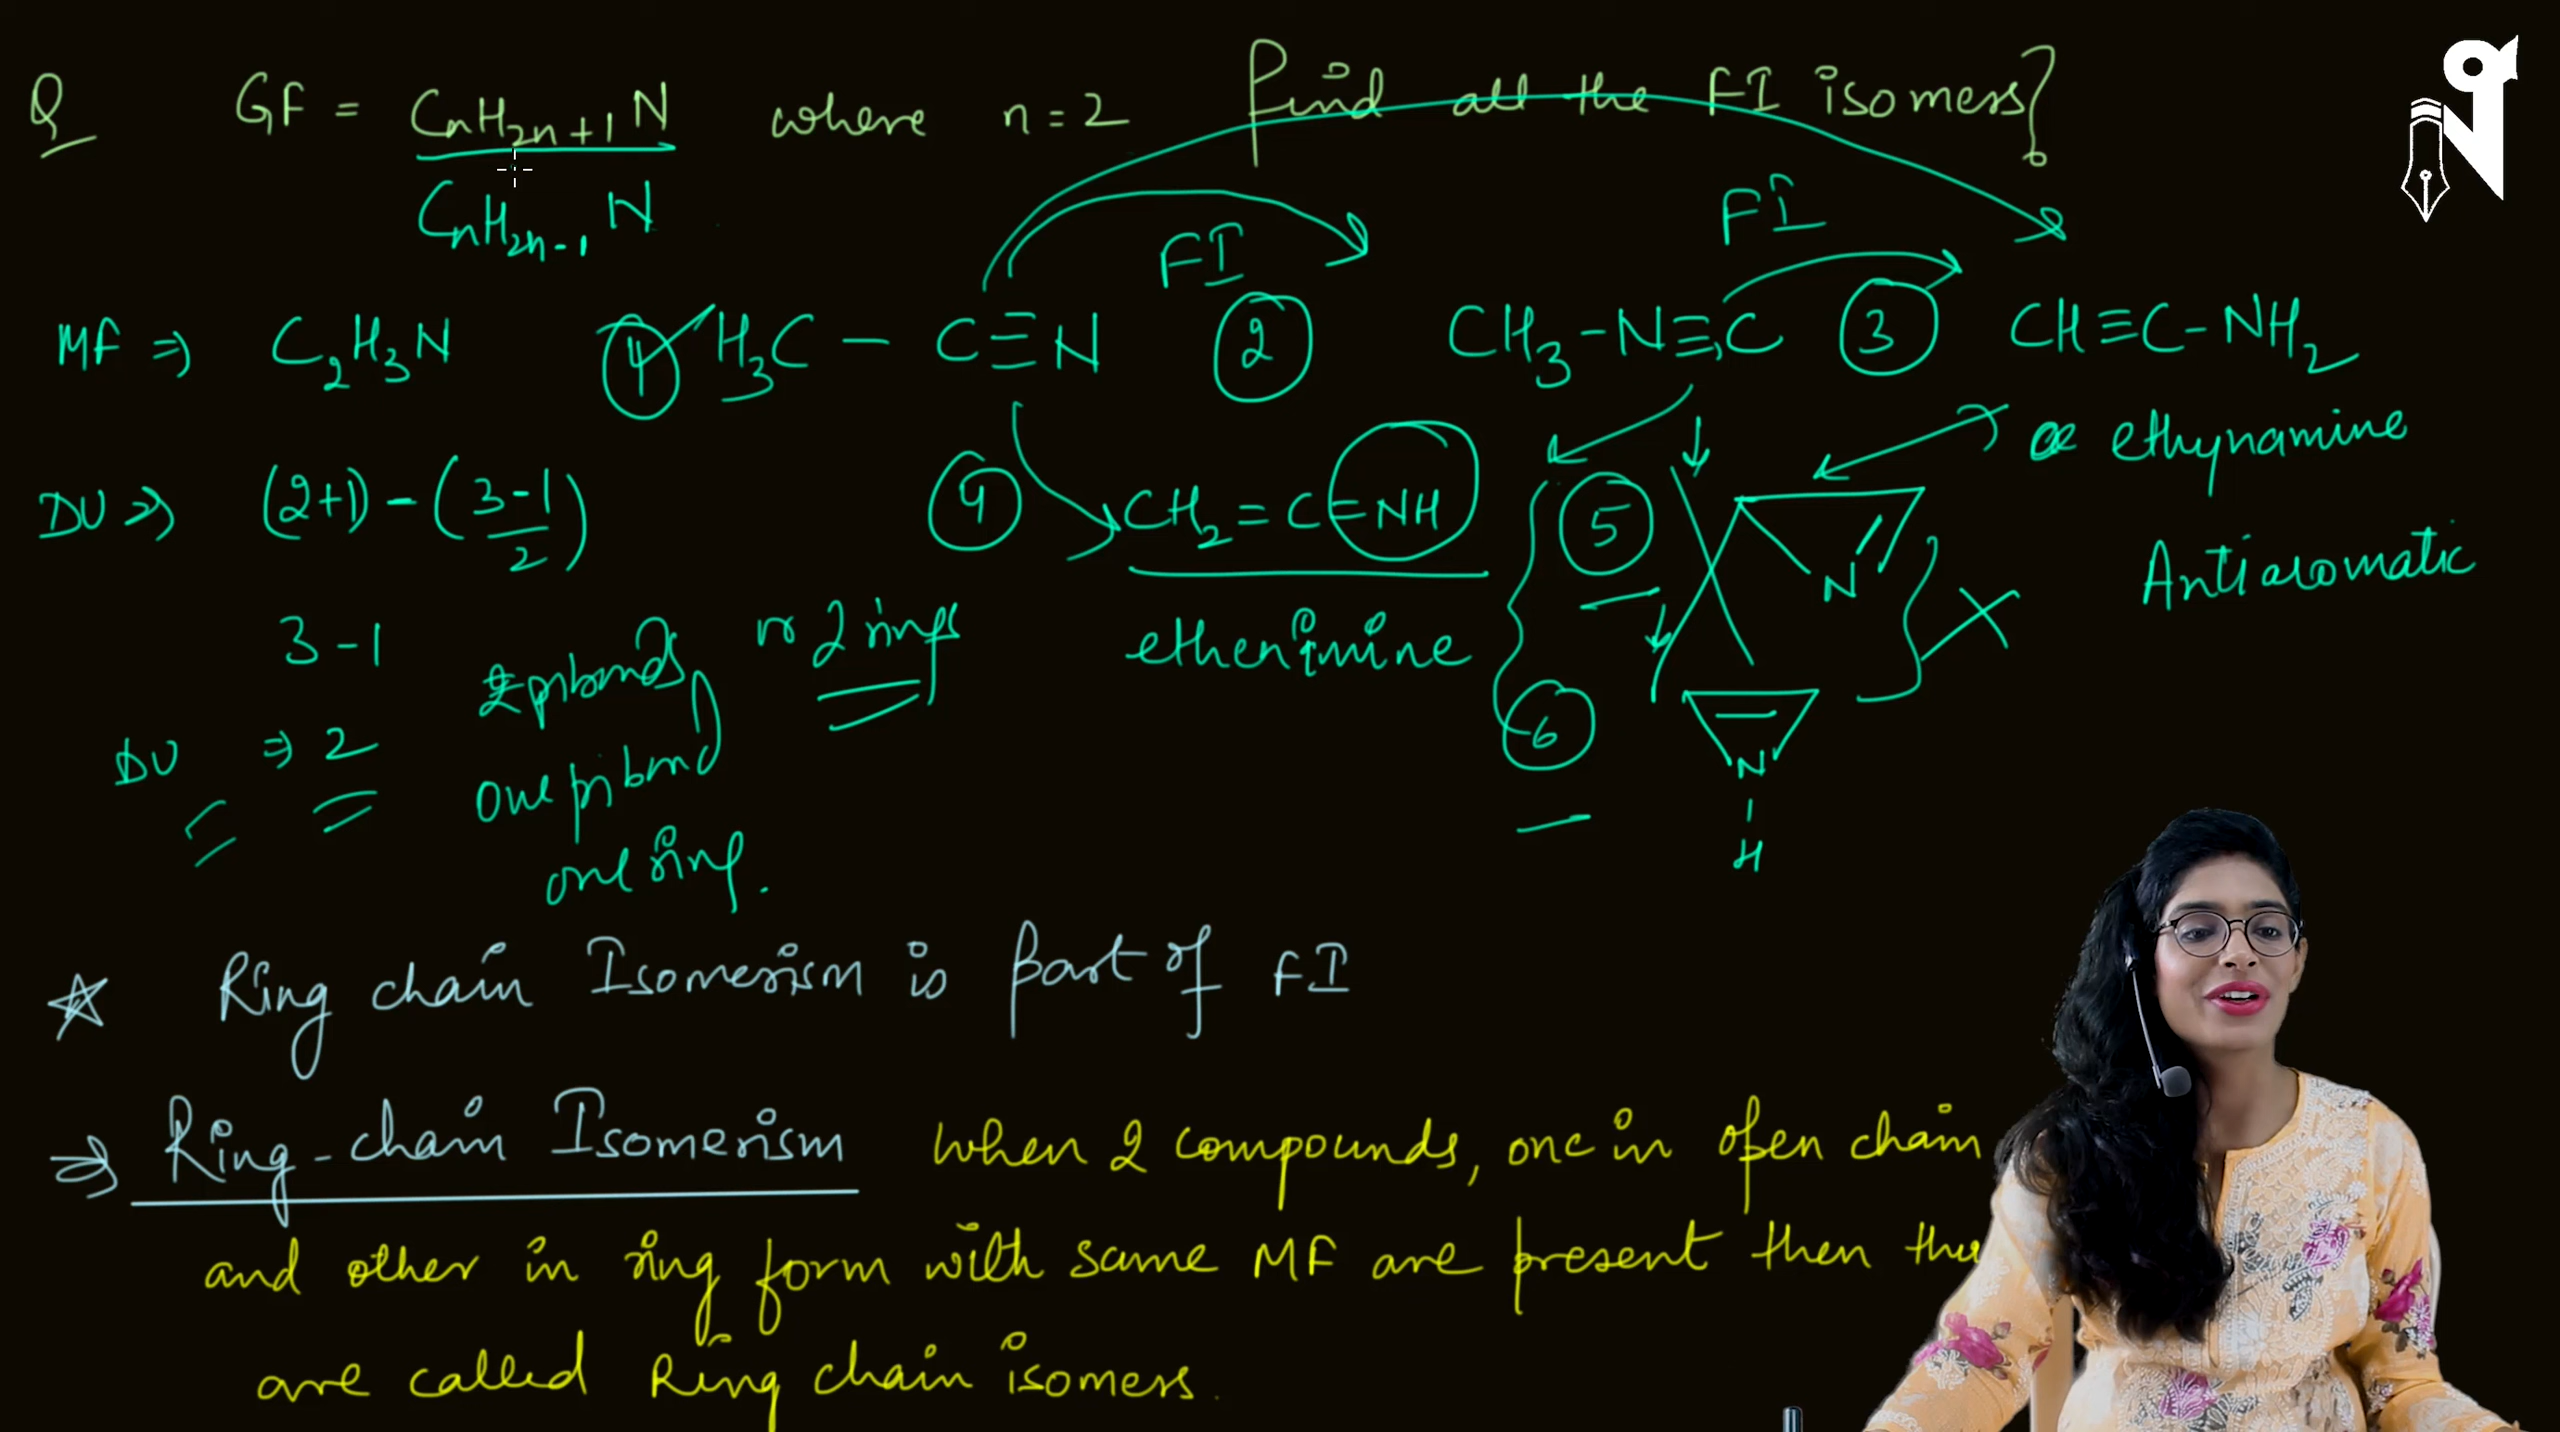 Q GF = CnH2n+1 N where n = 2 Find all the FI isomers?
CnH2n-1 N
FI FI
MF ⇒ C2H3N 1 H3C - C≡N 2 CH3-N≡C 3 CH≡C-NH2
or ethynamine
DU ⇒ (2+1) - (3-1/2) 4 CH2=C=NH 5 N Antiaromatic
3-1 2 pi bonds or 2 rings ethenimine
DU ⇒ 2 one pi bond 6 N
one ring. H
☆ Ring chain Isomerism is Part of FI
⇒ Ring-chain Isomerism When 2 compounds, one in open chain
and other in ring form with same MF are present then
are called Ring chain isomers.